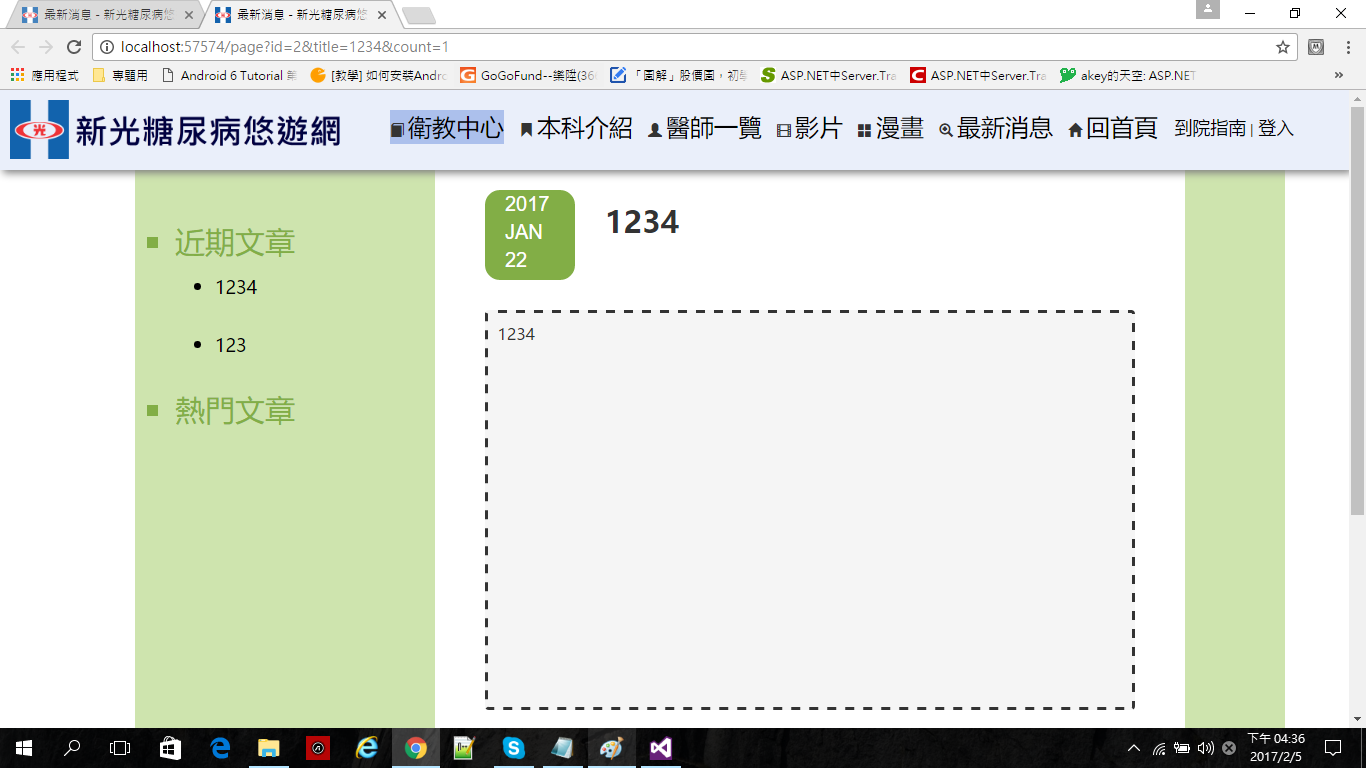 最新消息 - 新光糖尿病悠
最新消息 - 新光糖尿病悠
localhost:57574/page?id=2&title=1234&count=1
應用程式
專題用
Android 6 Tutorial
[教學] 如何安裝Andro
GoGoFund--樂陞(36
「圖解」股價圖，初
ASP.NET中Server.Tra
ASP.NET中Server.Tra
akey的天空: ASP.NET
»
光
新光糖尿病悠遊網
衛教中心
本科介紹
醫師一覽
影片
漫畫
最新消息
回首頁
到院指南 | 登入
近期文章
1234
123
熱門文章
2017
JAN
22
1234
1234
下午 04:36
2017/2/5